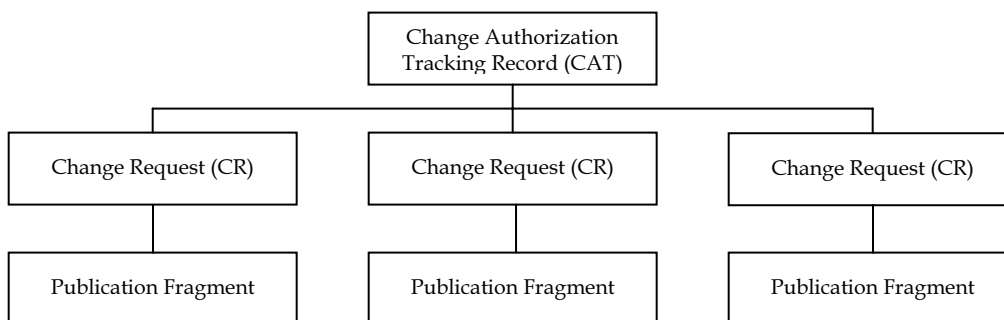 Change Authorization
Tracking Record (CAT)
Change Request (CR)
Change Request (CR)
Change Request (CR)
Publication Fragment
Publication Fragment
Publication Fragment